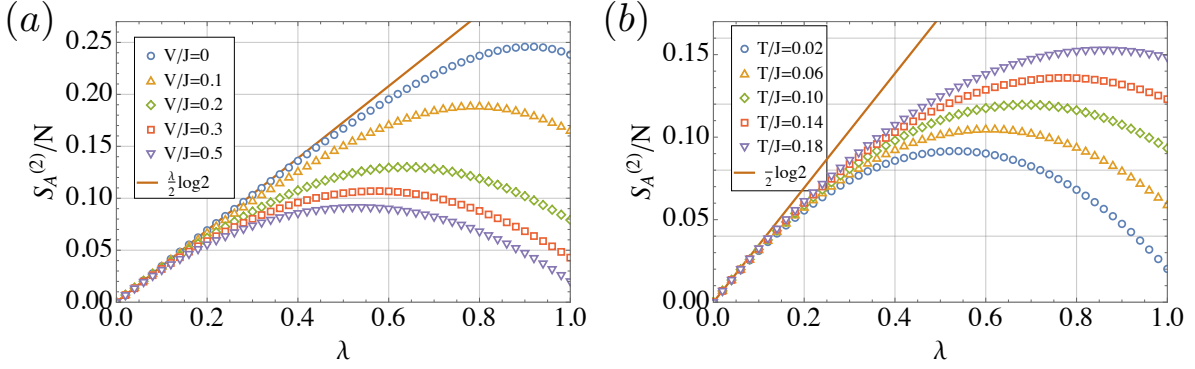 (a)
S_A^(2)/N
0.25
0.20
0.15
0.10
0.05
0.00
V/J=0
V/J=0.1
V/J=0.2
V/J=0.3
V/J=0.5
λ/2 log2
0.0 0.2 0.4 0.6 0.8 1.0
λ
(b)
S_A^(2)/N
0.15
0.10
0.05
0.00
T/J=0.02
T/J=0.06
T/J=0.10
T/J=0.14
T/J=0.18
–/2 log2
0.0 0.2 0.4 0.6 0.8 1.0
λ